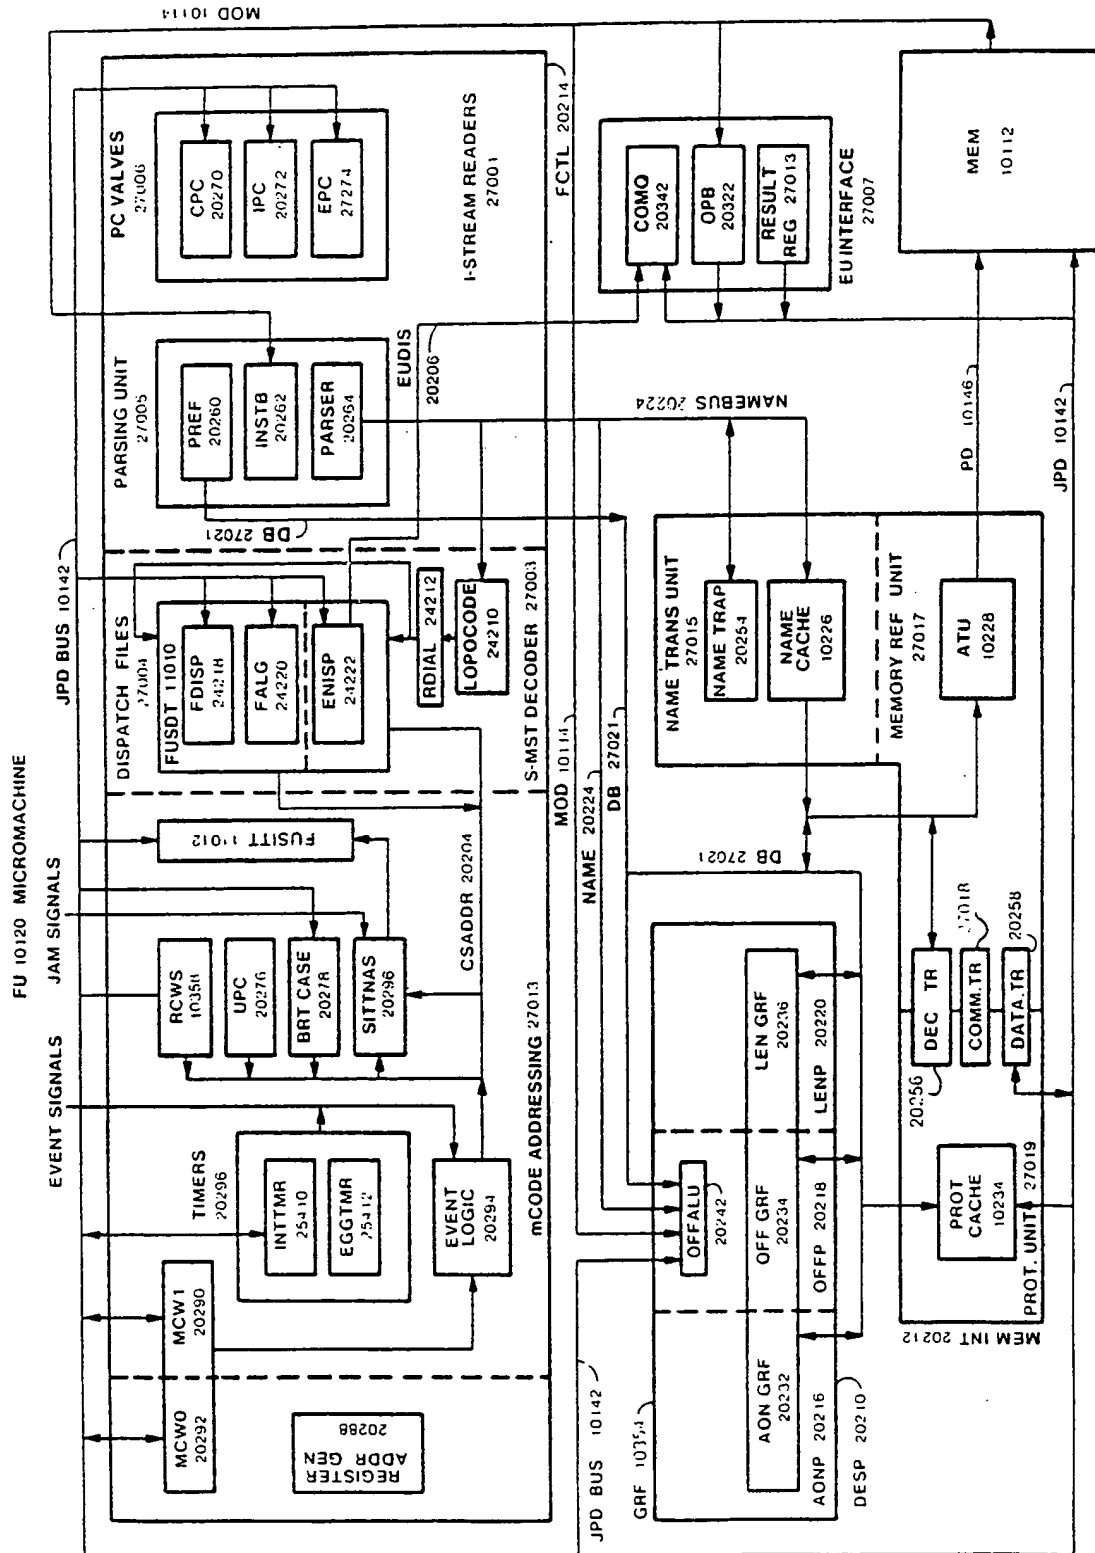 FU 10120 MICROMACHINE
EVENT SIGNALS
JAM SIGNALS
JPD BUS 10142
MOD 10114
MCW0
20292
MCW1
20290
REGISTER
ADDR GEN
20288
TIMERS
20296
INTTMR
25410
EGGTMR
25412
EVENT
LOGIC
20294
mCODE ADDRESSING 27013
RCWS
10358
UPC
20276
BRT CASE
20278
SITTNAS
20296
FUSITT 11012
CSADDR 20204
DISPATCH FILES
27004
FUSDT 11010
FDISP
24218
FALG
24220
ENISP
24222
RDIAL 24212
LOPOCODE
24210
S-MST DECODER 27003
DB 27021
PARSING UNIT
27005
PREF
20260
INSTB
20262
PARSER
20264
EUDIS
20206
PC VALVES
27006
CPC
20270
IPC
20272
EPC
27274
I-STREAM READERS
27001
FCTL 20214
MOD 10114
NAME 20224
DB 27021
JPD BUS 10142
GRF 10354
OFFALU
20242
AON GRF
20232
OFF GRF
20234
LEN GRF
20236
AONP 20216
OFFP 20218
LENP 20220
DESP 20210
DB 27021
NAMEBUS 20224
COMQ
20342
OPB
20322
RESULT
REG 27013
EU INTERFACE
27007
NAME TRANS UNIT
27015
NAME TRAP
20254
NAME
CACHE
10226
MEMORY REF UNIT
27017
ATU
10228
PD 10146
JPD 10142
MEM
10112
DEC TR
20256
COMM.TR
27018
DATA.TR
20258
PROT
CACHE
10234
PROT. UNIT 27019
MEM INT 20212